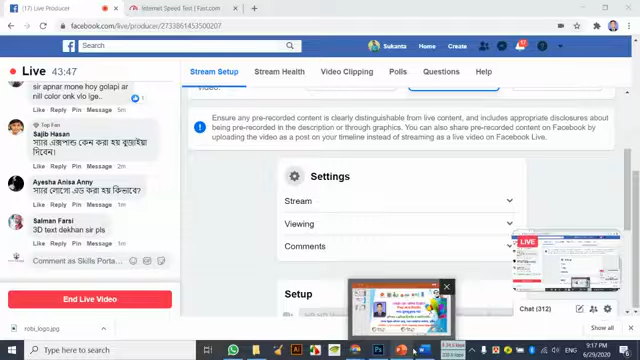 (17) Live Producer
Internet Speed Test | Fast.com
facebook.com/live/producer/2733861453500207
Search
Sukanta
Home
Create
Live 43:47
Stream Setup
Stream Health
Video Clipping
Polls
Questions
Help
sir apnar mone hoy golapi ar
nill color onk vlo ige..
1
Like Reply Pin Message 5m
Top Fan
Sajib Hasan
স্যার এক্সপান্ড কেন করা হয় বুজাইয়া
দিবেন।
Like Reply Pin Message 2m
Ayesha Anisa Anny
স্যার লোগো এড করা হয় কিভাবে?
Like Reply Pin Message 1m
Salman Farsi
3D text dekhan sir pls
Like Reply Pin Message 1m
Comment as Skills Porta...
End Live Video
video.
Ensure any pre-recorded content is clearly distinguishable from live content, and includes appropriate disclosures about
being pre-recorded in the description or through graphics. You can also share pre-recorded content on Facebook by
uploading the video as a post on your timeline instead of streaming as a live video on Facebook Live.
Settings
Stream
Viewing
Comments
Setup
LIVE
Chat (312)
robi_logo.jpg
Show all
Type here to search
ENG
9:17 PM
6/29/2020